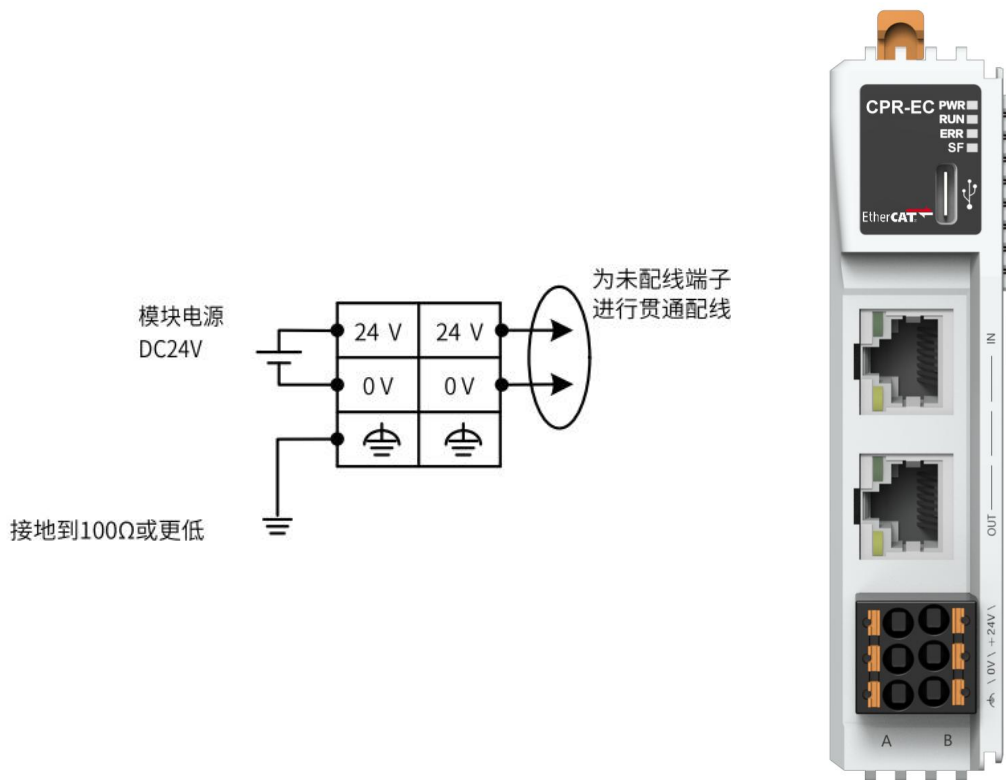 模块电源
DC24V
24 V
24 V
0 V
0 V
接地到100Ω或更低
为未配线端子
进行贯通配线
CPR-EC
PWR
RUN
ERR
SF
EtherCAT
IN
OUT
+24V
0V
A
B